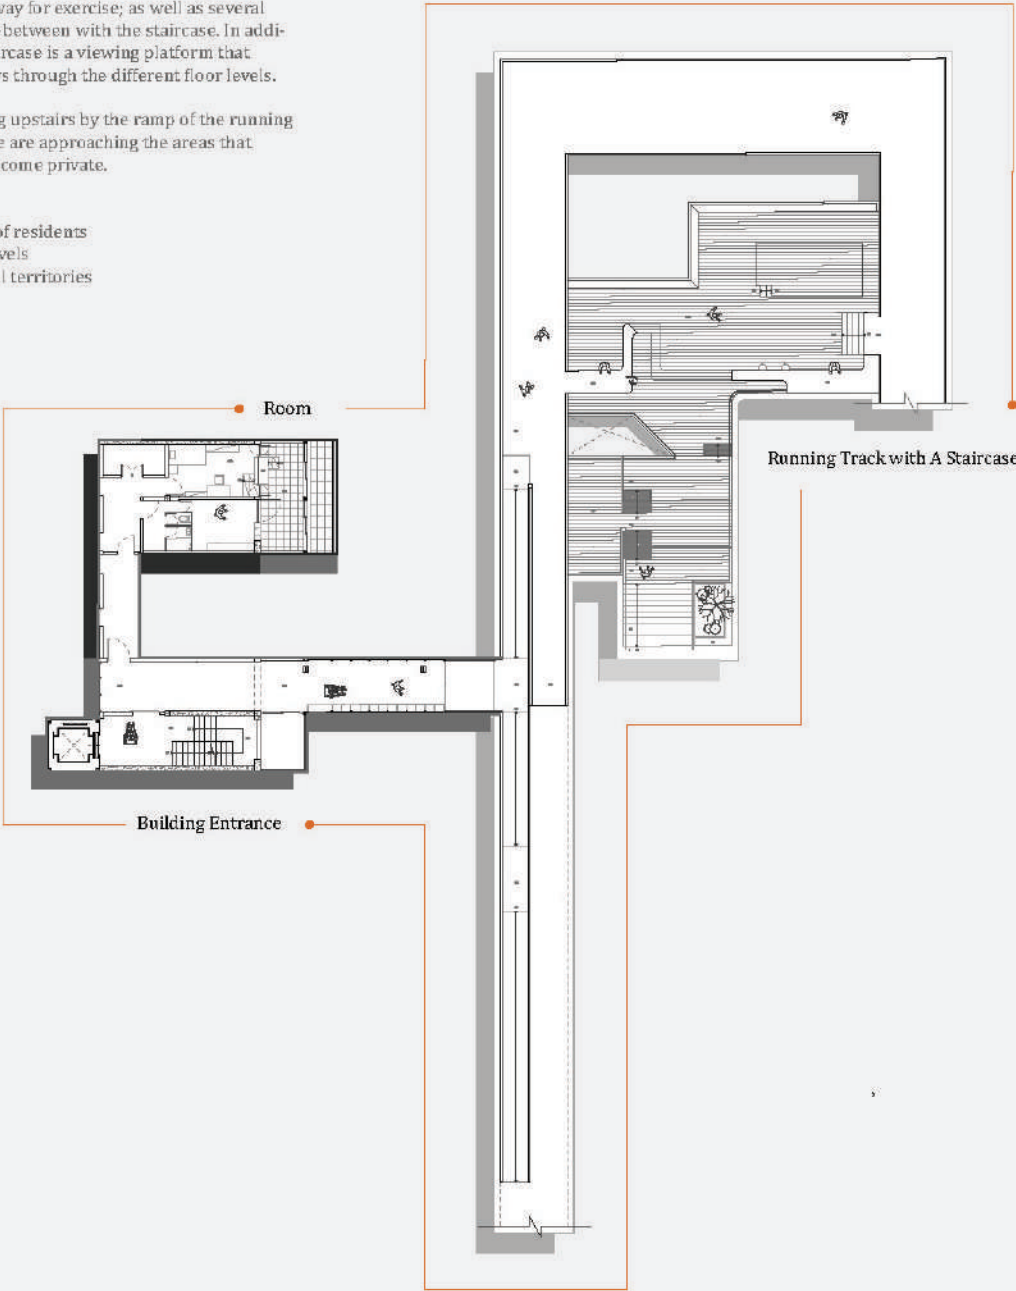 way for exercise; as well as several
between with the staircase. In addi-
rcase is a viewing platform that
s through the different floor levels.
g upstairs by the ramp of the running
e are approaching the areas that
come private.
of residents
vels
l territories
Room
Running Track with A Staircase
Building Entrance